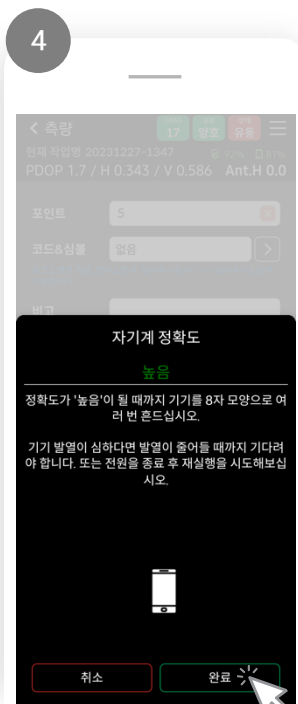 4
< 측량
17 양호 유동
현재 작업명 20231227-1347 92% 83%
PDOP 1.7 / H 0.343 / V 0.586 Ant.H 0.0
포인트 5
코드&심볼 없음
비고
자기계 정확도
높음
정확도가 '높음'이 될 때까지 기기를 8자 모양으로 여
러 번 흔드십시오.
기기 발열이 심하다면 발열이 줄어들 때까지 기다려
야 합니다. 또는 전원을 종료 후 재실행을 시도해보십
시오.
취소 완료